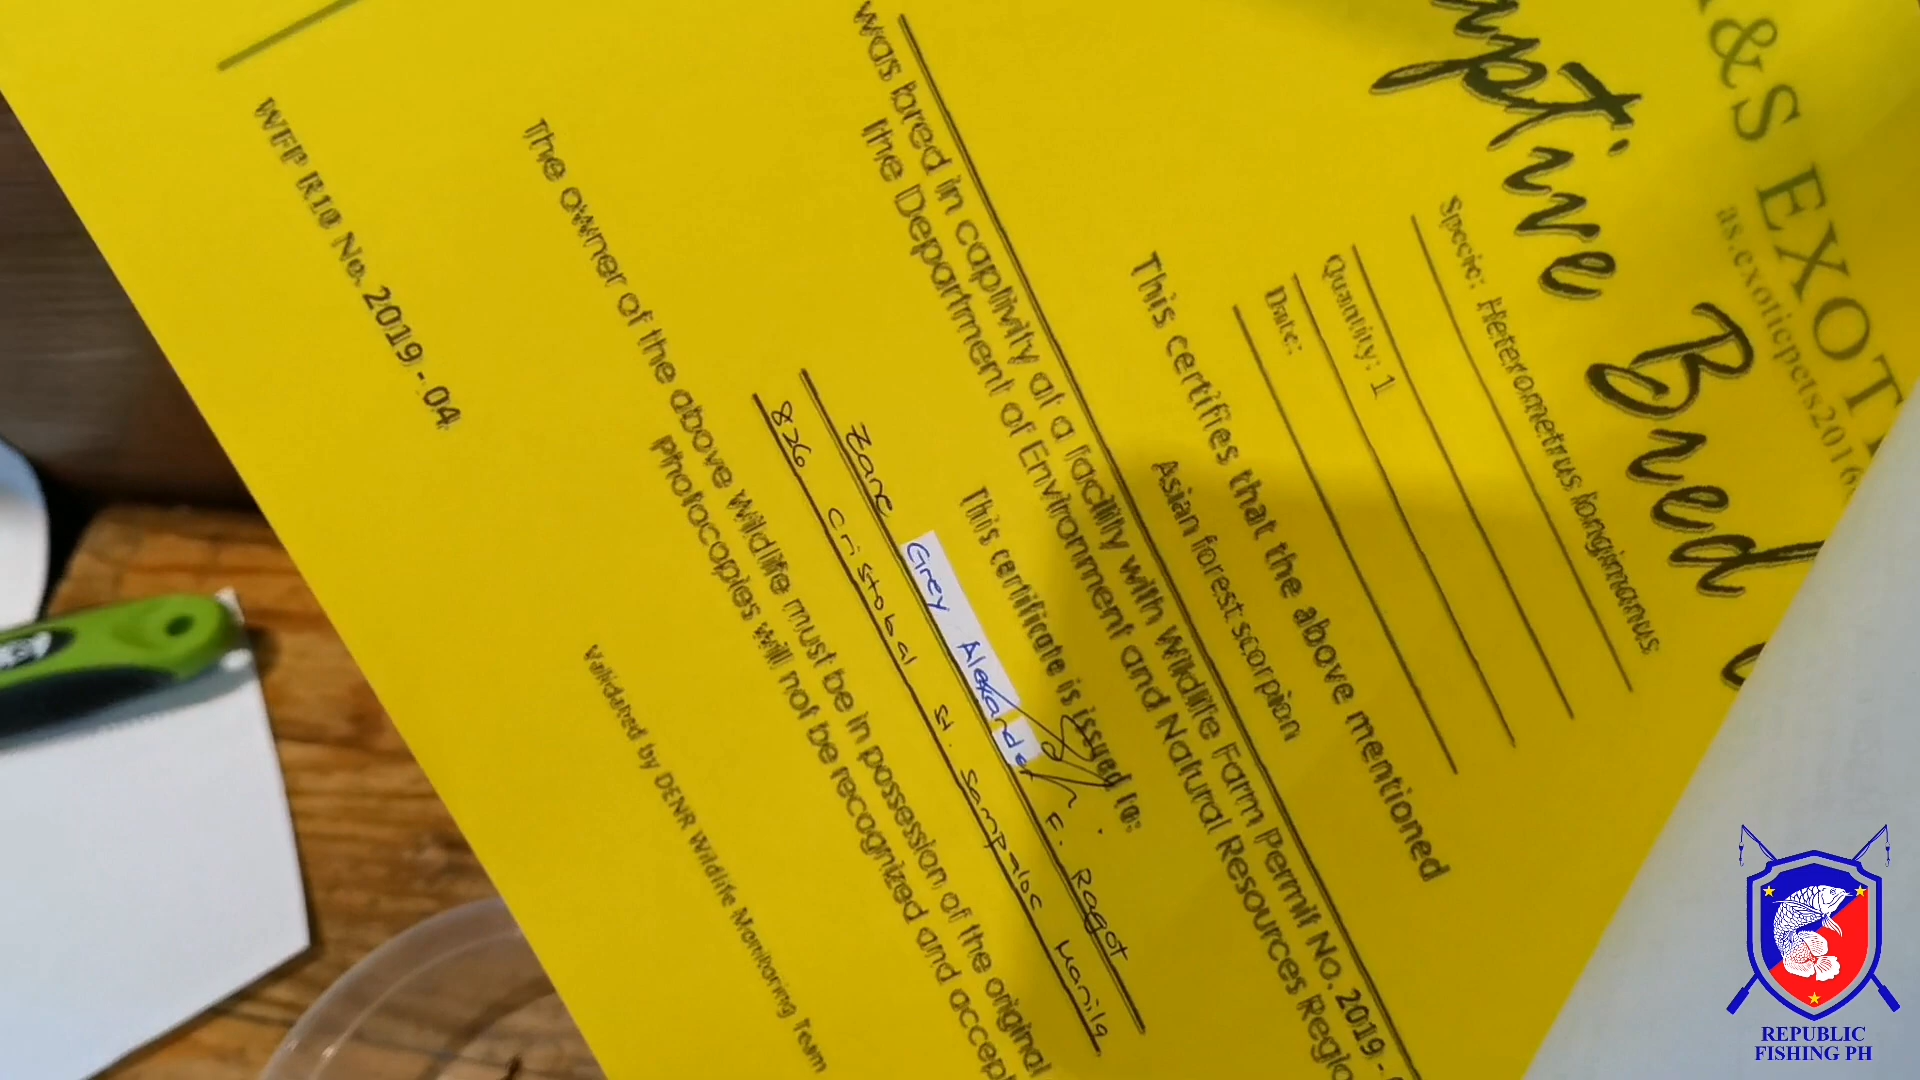 &S EXOT
as.exoticpets2016
ptive Bred
Specie: Heterometrus longimanus
Quantity: 1
Date:
This certifies that the above mentioned
Asian forest scorpion
was bred in captivity at a facility with Wildlife Farm Permit No. 2019 -
the Department of Environment and Natural Resources Regio
This certificate is issued to:
Zane Grey Alexander F. Ragot
826 Cristobal St. Sampaloc Manila
The owner of the above Wildlife must be in possession of the original
Photocopies will not be recognized and accept
Validated by DENR Wildlife Monitoring Team
WFP R10 No. 2019 - 04
REPUBLIC
FISHING PH